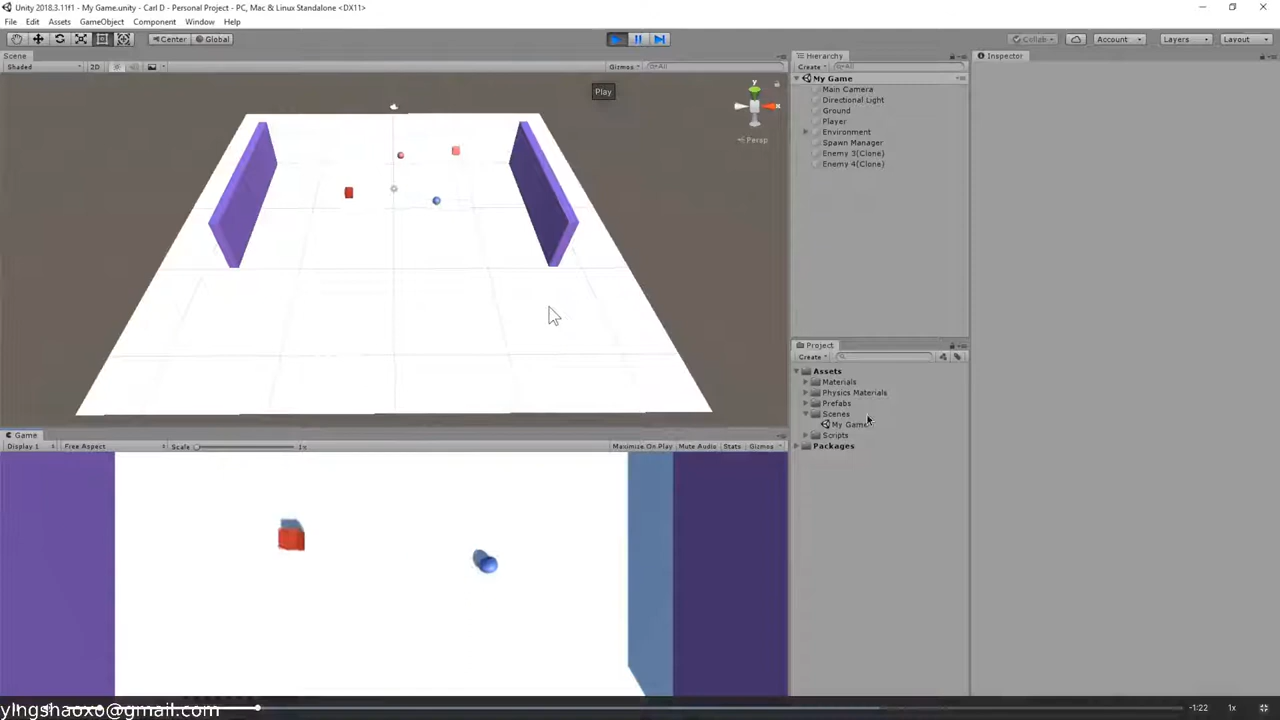 Unity 2018.3.11f1 - My Game.unity - Carl D - Personal Project - PC, Mac & Linux Standalone <DX11>
File Edit Assets GameObject Component Window Help
Center Global Collab Account Layers Layout
Scene Hierarchy Inspector
Shaded 2D Gizmos All Create All
My Game
Play
Main Camera
Directional Light
Ground
Player
Environment
Spawn Manager
Enemy 3(Clone)
Enemy 4(Clone)
y
x
Persp
Project
Create
Assets
Materials
Physics Materials
Prefabs
Scenes
My Game
Scripts
Packages
Game
Display 1 Free Aspect Scale 1x Maximize On Play Mute Audio Stats Gizmos
yingshaoxo@gmail.com
-1:22 1x